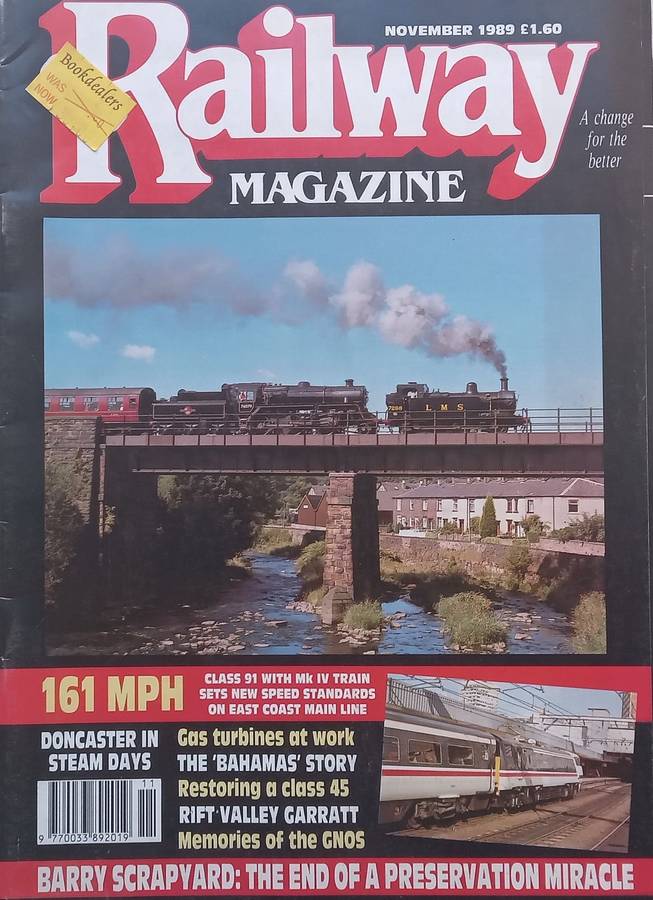 NOVEMBER 1989 £1.60
Railway
MAGAZINE
A change
for the
better
Bookdealers
WAS
NOW
L M S
161 MPH
CLASS 91 WITH Mk IV TRAIN
SETS NEW SPEED STANDARDS
ON EAST COAST MAIN LINE
DONCASTER IN
STEAM DAYS
Gas turbines at work
THE 'BAHAMAS' STORY
Restoring a class 45
RIFT VALLEY GARRATT
Memories of the GNOS
11
9 770033 892019
BARRY SCRAPYARD: THE END OF A PRESERVATION MIRACLE